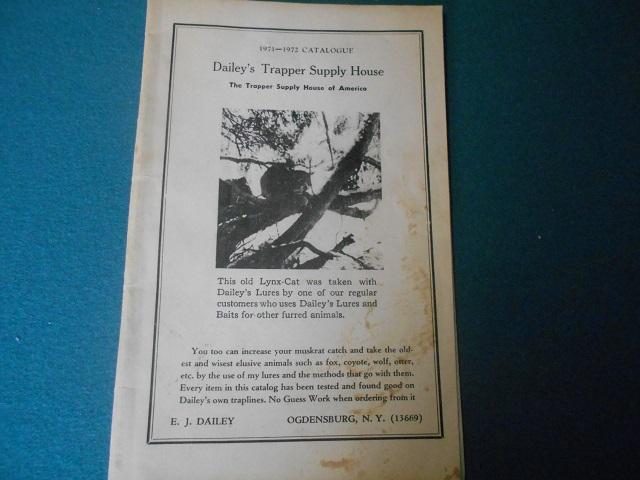 1971—1972 CATALOGUE
Dailey's Trapper Supply House
The Trapper Supply House of America
This old Lynx-Cat was taken with
Dailey's Lures by one of our regular
customers who uses Dailey's Lures and
Baits for other furred animals.
You too can increase your muskrat catch and take the old-
est and wisest elusive animals such as fox, coyote, wolf, otter,
etc. by the use of my lures and the methods that go with them.
Every item in this catalog has been tested and found good on
Dailey's own traplines. No Guess Work when ordering from it
E. J. DAILEY OGDENSBURG, N. Y. (13669)